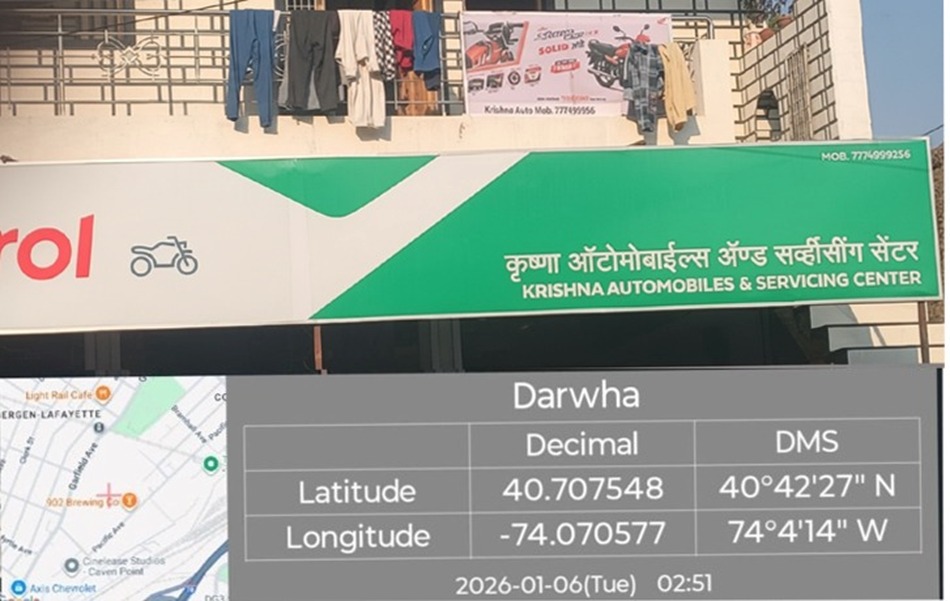 SOLID
Krishna Auto Mob. 777499956
MOB. 7774999256
rol
कृष्णा ऑटोमोबाईल्स ॲण्ड सर्व्हीसींग सेंटर
KRISHNA AUTOMOBILES & SERVICING CENTER
Light Rail Cafe
ERGEN-LAFAYETTE
Garfield Ave
902 Brewing Co
Pacific Ave
Cinelease Studios
- Caven Point
Axis Chevrolet
Darwha
Decimal DMS
Latitude 40.707548 40°42'27" N
Longitude -74.070577 74°4'14" W
2026-01-06(Tue) 02:51